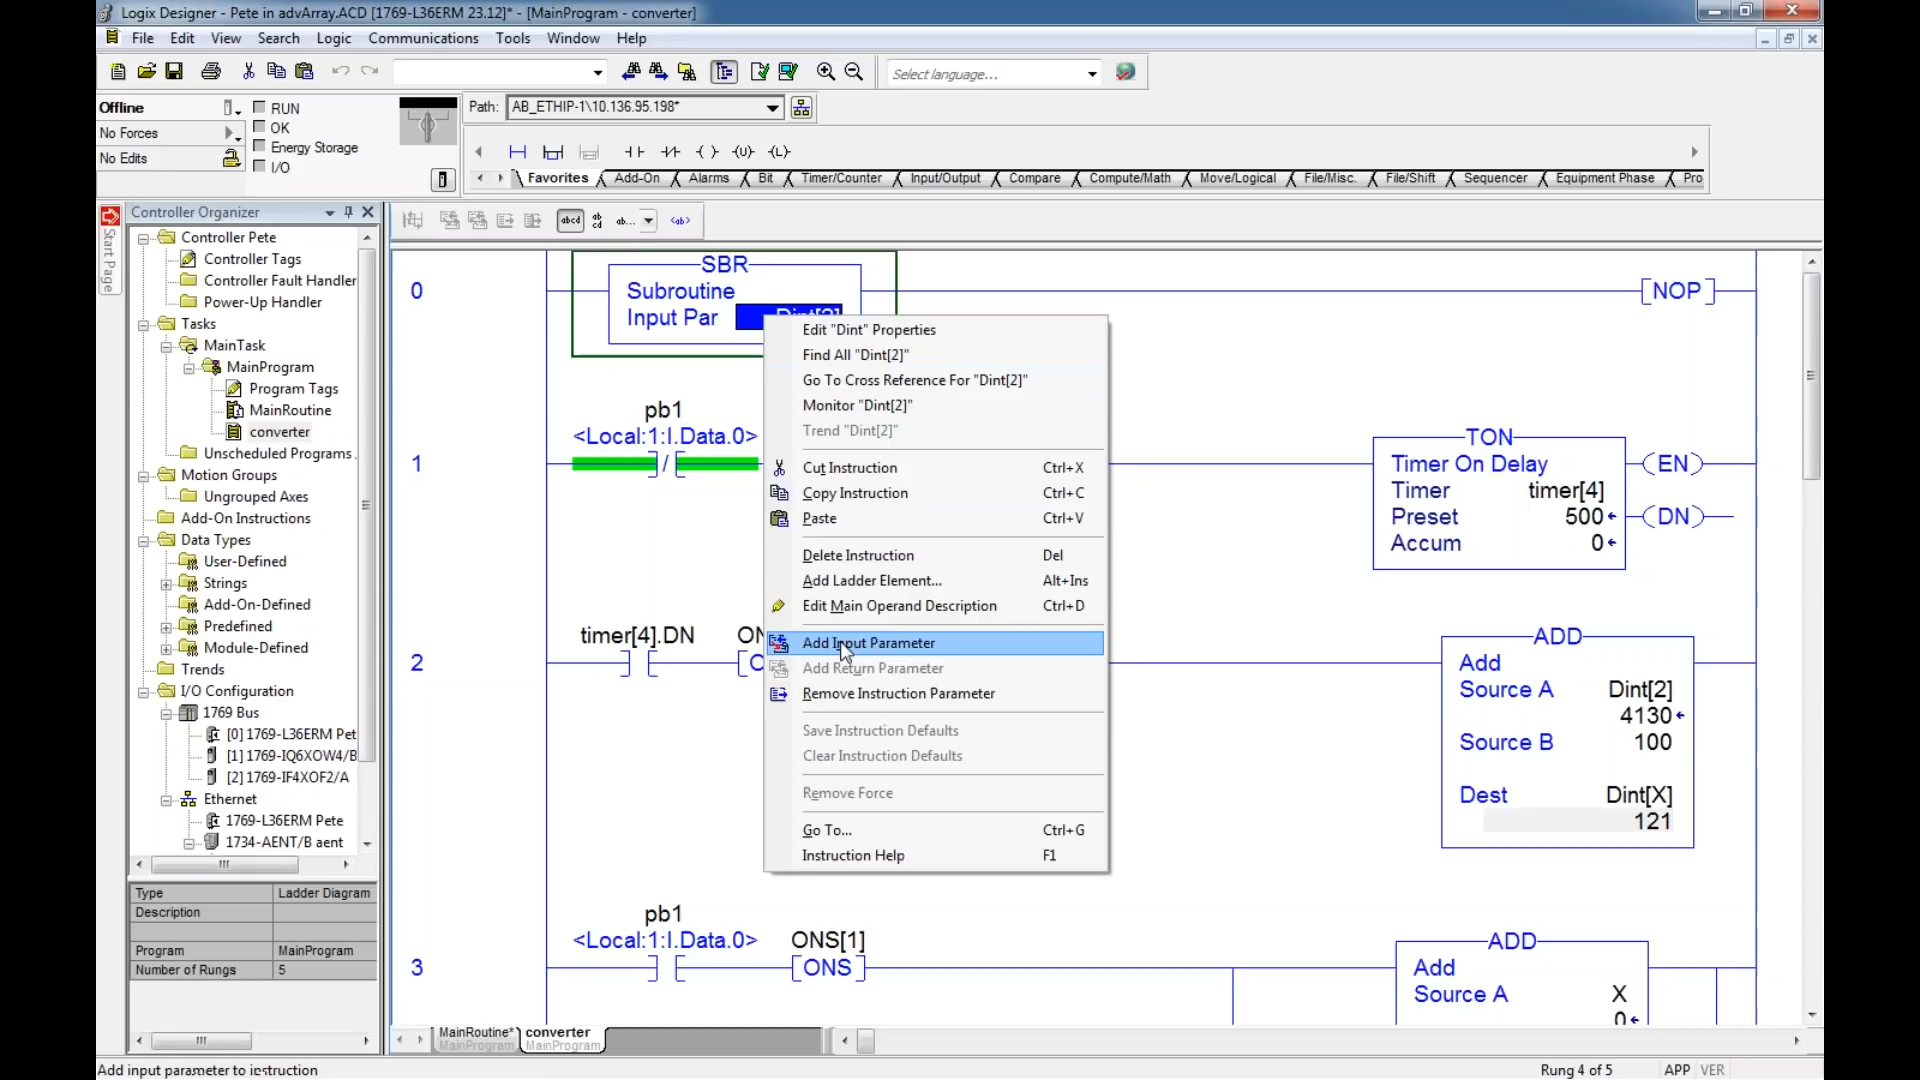 Logix Designer - Pete in advArray.ACD [1769-L36ERM 23.12]* - [MainProgram - converter]
File Edit View Search Logic Communications Tools Window Help
Select language...
Offline
RUN
No Forces
OK
Energy Storage
No Edits
I/O
Path: AB_ETHIP-1\10.136.95.198*
Favorites Add-On Alarms Bit Timer/Counter Input/Output Compare Compute/Math Move/Logical File/Misc. File/Shift Sequencer Equipment Phase Pro
Start Page
Controller Organizer
Controller Pete
Controller Tags
Controller Fault Handler
Power-Up Handler
Tasks
MainTask
MainProgram
Program Tags
MainRoutine
converter
Unscheduled Programs
Motion Groups
Ungrouped Axes
Add-On Instructions
Data Types
User-Defined
Strings
Add-On-Defined
Predefined
Module-Defined
Trends
I/O Configuration
1769 Bus
[0] 1769-L36ERM Pet
[1] 1769-IQ6XOW4/B
[2] 1769-IF4XOF2/A
Ethernet
1769-L36ERM Pete
1734-AENT/B aent
Type Ladder Diagram
Description
Program MainProgram
Number of Rungs 5
abcd ab cd ab... <ab>
0
SBR
Subroutine
Input Par Dint[2]
NOP
1
pb1
<Local:1:I.Data.0>
TON
Timer On Delay
Timer timer[4]
Preset 500
Accum 0
EN
DN
2
timer[4].DN
ADD
Add
Source A Dint[2]
4130
Source B 100
Dest Dint[X]
121
3
pb1
<Local:1:I.Data.0>
ONS[1]
ONS
ADD
Add
Source A X
0
Edit "Dint" Properties
Find All "Dint[2]"
Go To Cross Reference For "Dint[2]"
Monitor "Dint[2]"
Trend "Dint[2]"
Cut Instruction Ctrl+X
Copy Instruction Ctrl+C
Paste Ctrl+V
Delete Instruction Del
Add Ladder Element... Alt+Ins
Edit Main Operand Description Ctrl+D
Add Input Parameter
Add Return Parameter
Remove Instruction Parameter
Save Instruction Defaults
Clear Instruction Defaults
Remove Force
Go To... Ctrl+G
Instruction Help F1
MainRoutine* converter
MainProgram MainProgram
Add input parameter to instruction
Rung 4 of 5 APP VER